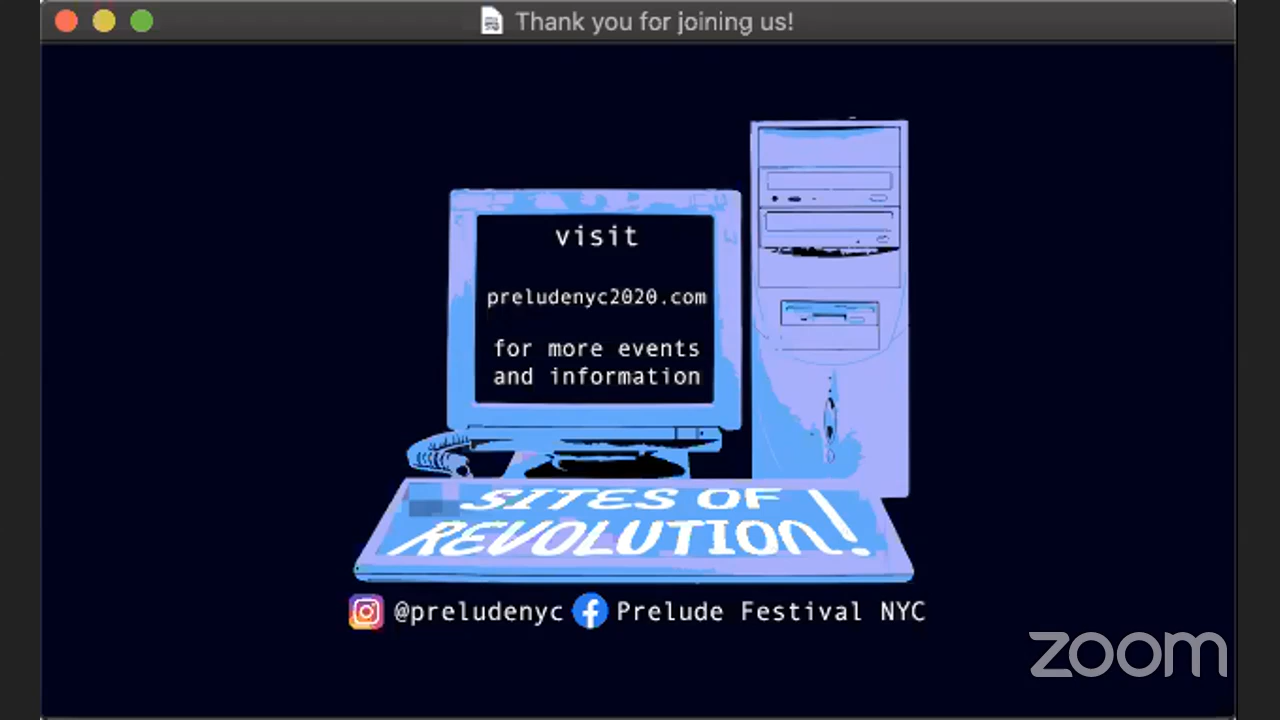 Thank you for joining us!
visit
preludenyc2020.com
for more events
and information
SITES OF
REVOLUTION!
@preludenyc Prelude Festival NYC
zoom